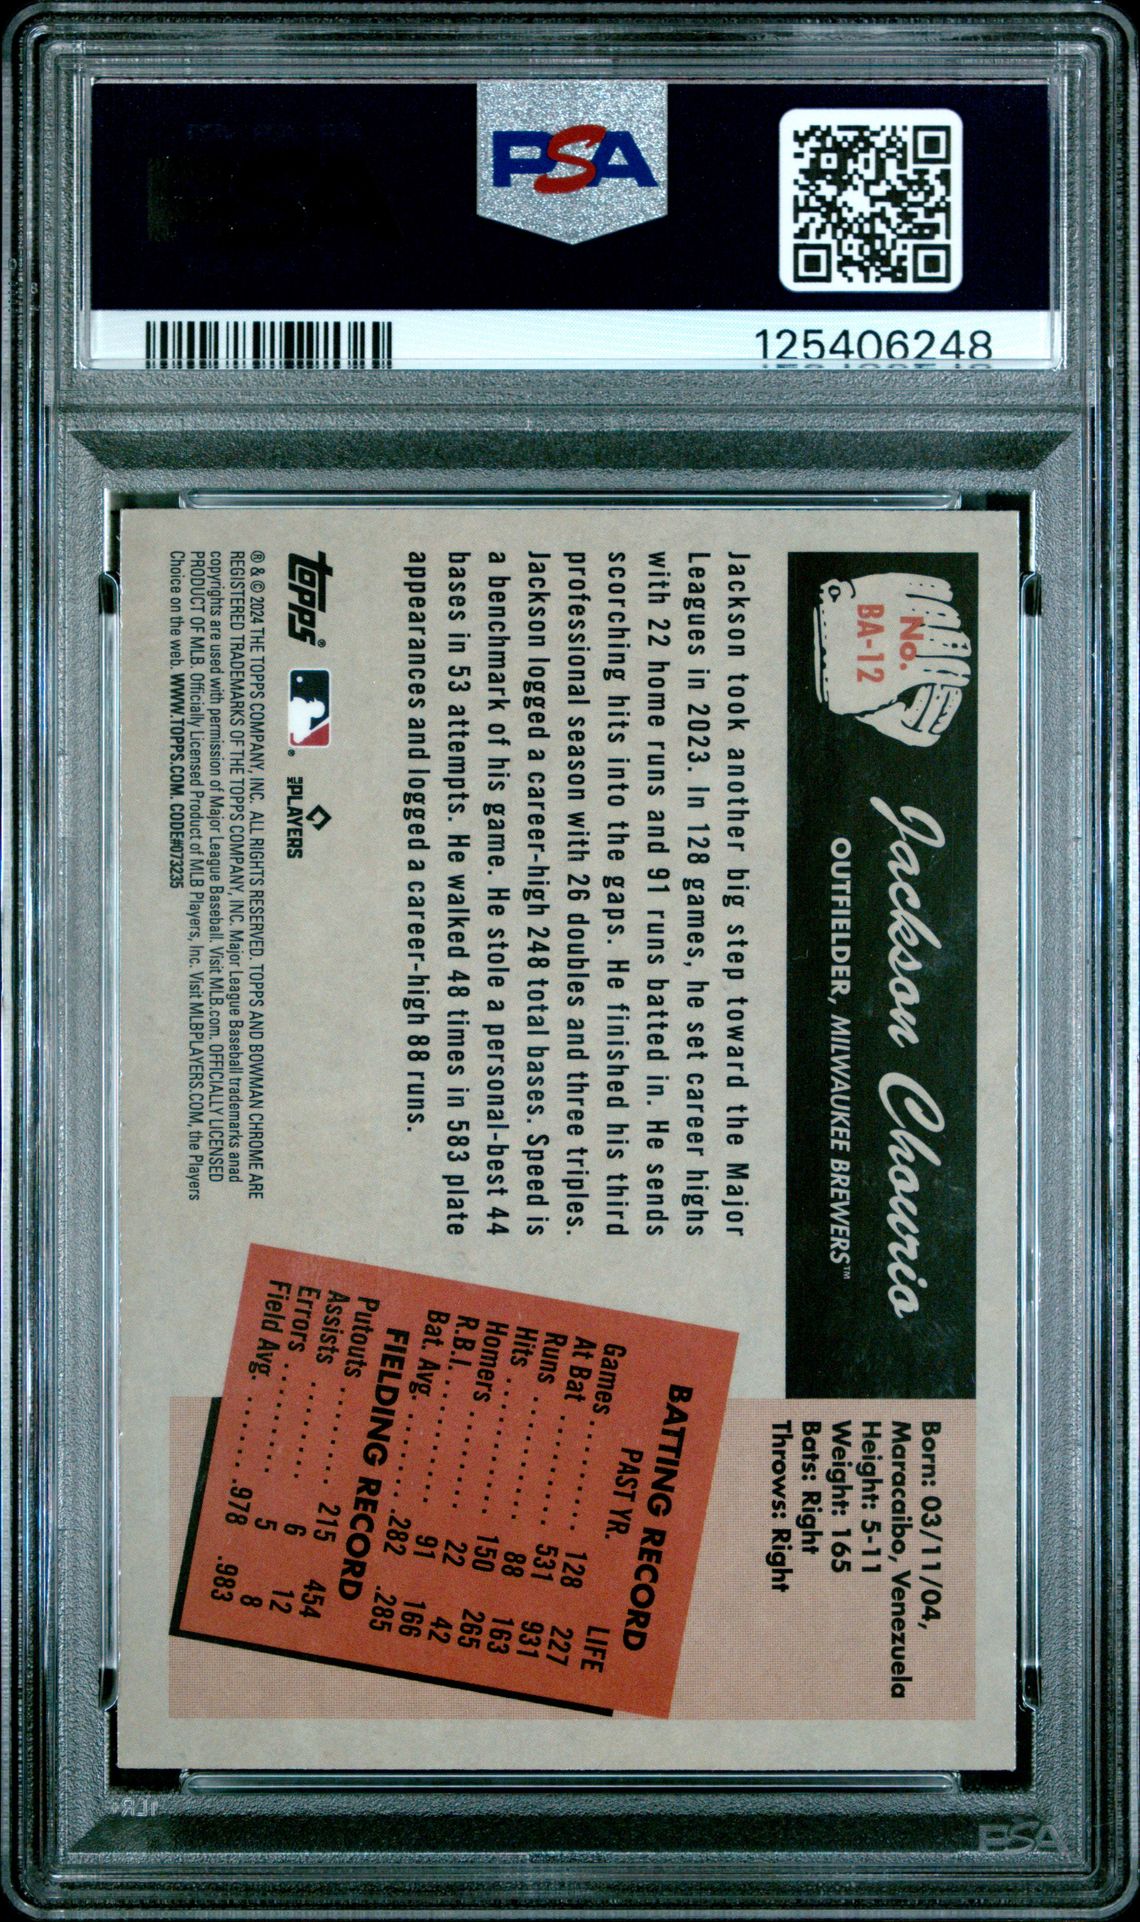 PSA
125406248
No.
BA-12
Jackson Chourio
OUTFIELDER, MILWAUKEE BREWERS™
Born: 03/11/04,
Maracaibo, Venezuela
Height: 5-11
Weight: 165
Bats: Right
Throws: Right
Jackson took another big step toward the Major
Leagues in 2023. In 128 games, he set career highs
with 22 home runs and 91 runs batted in. He sends
scorching hits into the gaps. He finished his third
professional season with 26 doubles and three triples.
Jackson logged a career-high 248 total bases. Speed is
a benchmark of his game. He stole a personal-best 44
bases in 53 attempts. He walked 48 times in 583 plate
appearances and logged a career-high 88 runs.
BATTING RECORD
PAST YR. LIFE
Games 128 227
At Bat 531 931
Runs 88 163
Hits 150 265
Homers 22 42
R.B.I. 91 166
Bat. Avg. .282 .285
FIELDING RECORD
Putouts 215 454
Assists 6 12
Errors 5 8
Field Avg. .978 .983
topps®
® MLB PLAYERS
® & © 2024 THE TOPPS COMPANY, INC. ALL RIGHTS RESERVED. TOPPS AND BOWMAN CHROME ARE
REGISTERED TRADEMARKS OF THE TOPPS COMPANY, INC. Major League Baseball trademarks anad
copyrights are used with permission of Major League Baseball. Visit MLB.com. OFFICIALLY LICENSED
PRODUCT OF MLB. Officially Licensed Product of MLB Players, Inc. Visit MLBPLAYERS.COM, the Players
Choice on the web. WWW.TOPPS.COM. CODE#073235
PSA